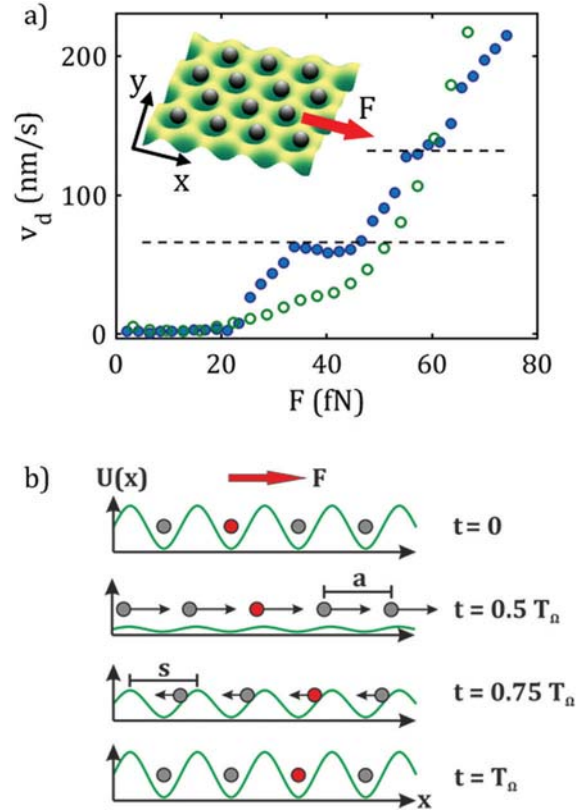 a)
200
100
0
v_d (nm/s)
y
x
F
0 20 40 60 80
F (fN)
b)
U(x)
F
t = 0
a
t = 0.5 T_Ω
s
t = 0.75 T_Ω
t = T_Ω
x